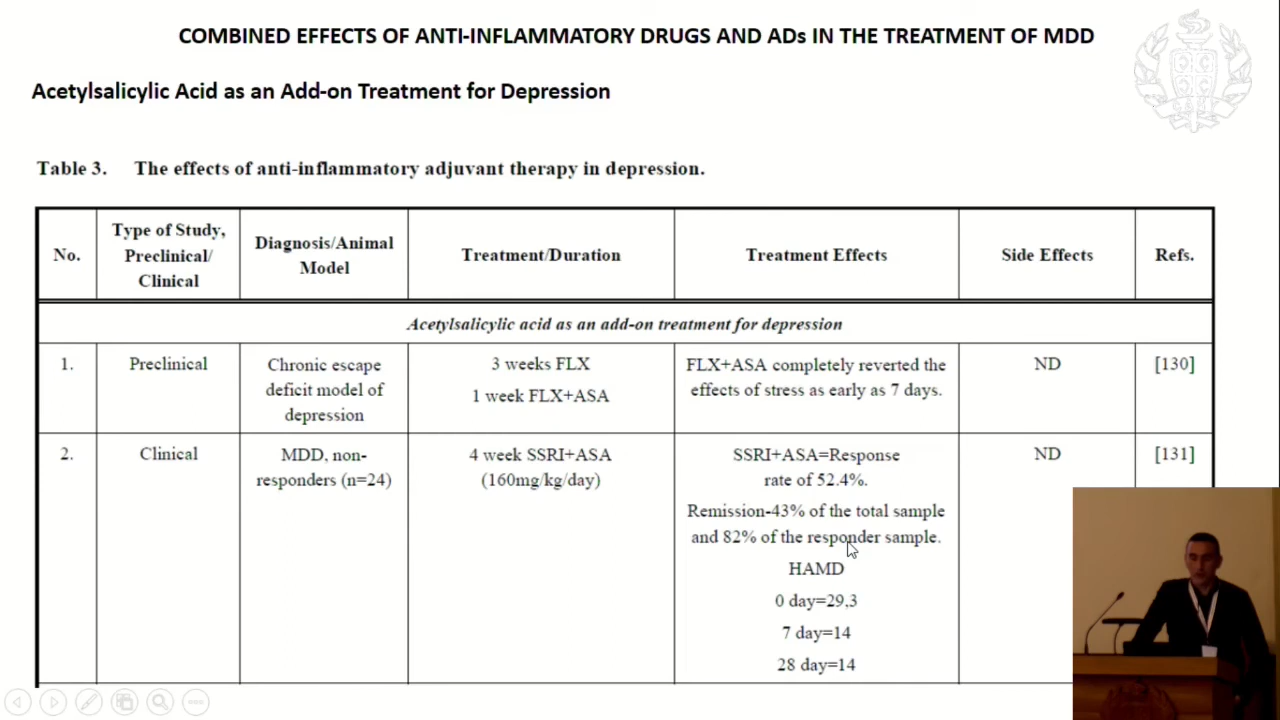 COMBINED EFFECTS OF ANTI-INFLAMMATORY DRUGS AND ADs IN THE TREATMENT OF MDD
Acetylsalicylic Acid as an Add-on Treatment for Depression
Table 3. The effects of anti-inflammatory adjuvant therapy in depression.
No.
Type of Study,
Preclinical/
Clinical
Diagnosis/Animal
Model
Treatment/Duration
Treatment Effects
Side Effects
Refs.
Acetylsalicylic acid as an add-on treatment for depression
1.
Preclinical
Chronic escape
deficit model of
depression
3 weeks FLX
1 week FLX+ASA
FLX+ASA completely reverted the
effects of stress as early as 7 days.
ND
[130]
2.
Clinical
MDD, non-
responders (n=24)
4 week SSRI+ASA
(160mg/kg/day)
SSRI+ASA=Response
rate of 52.4%.
Remission-43% of the total sample
and 82% of the responder sample.
HAMD
0 day=29,3
7 day=14
28 day=14
ND
[131]